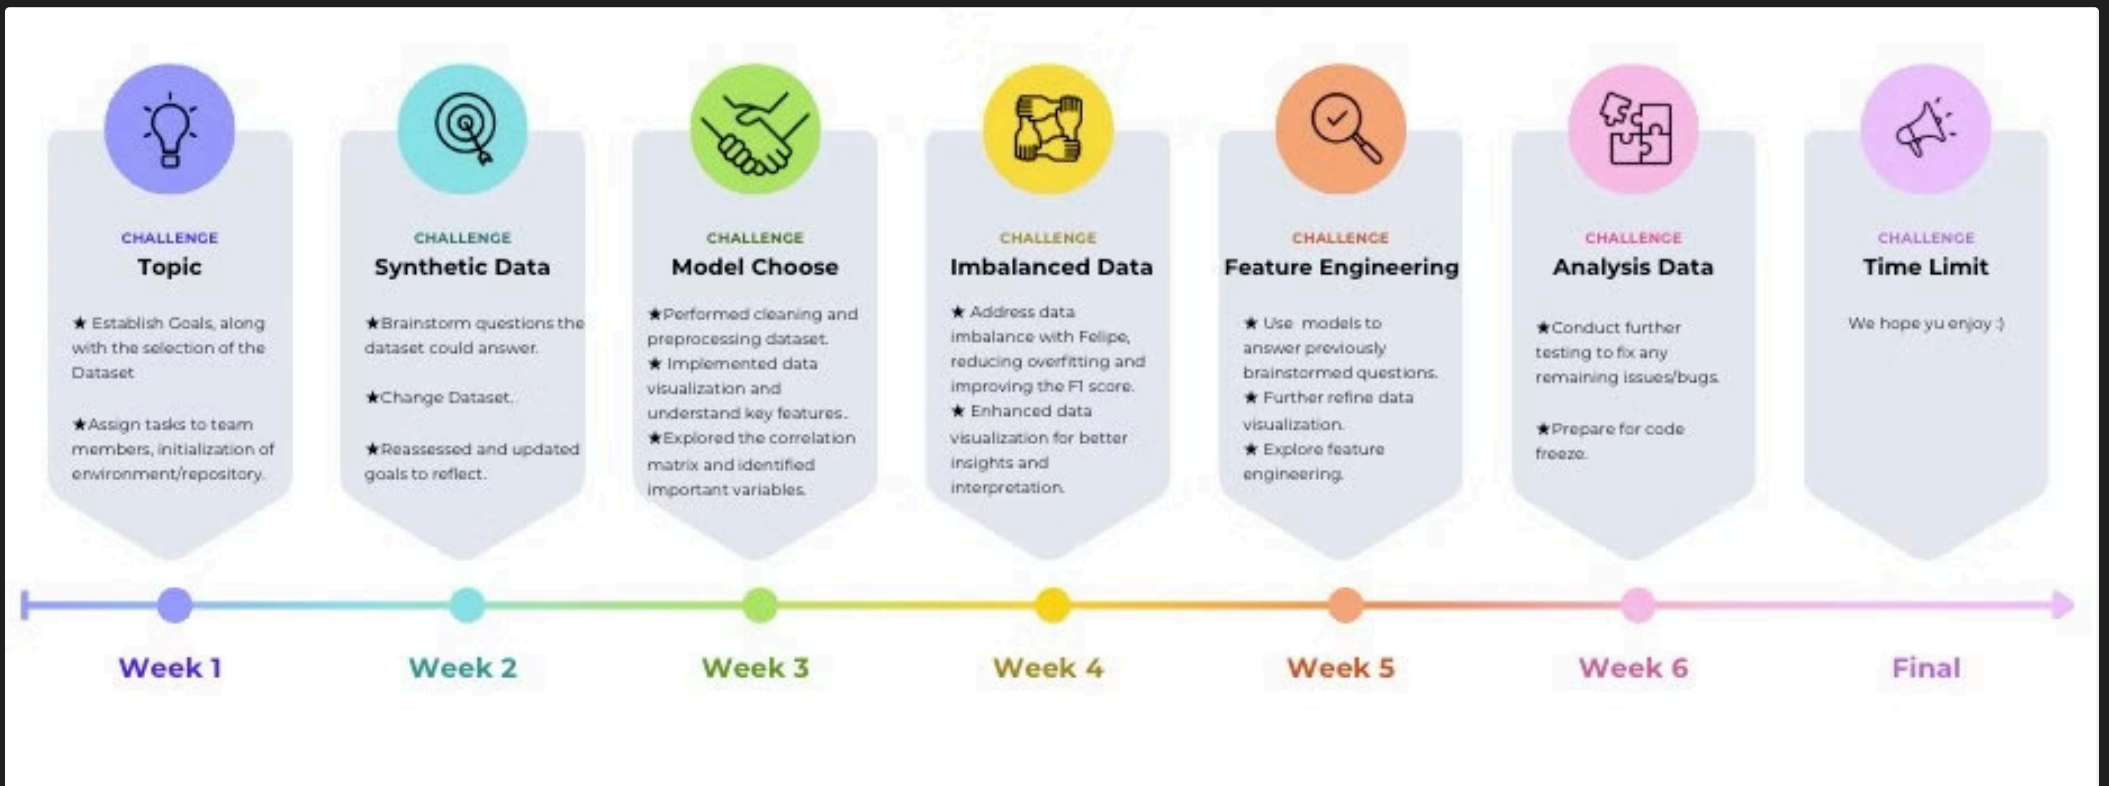 CHALLENGE
Topic
★ Establish Goals, along
with the selection of the
Dataset
★Assign tasks to team
members, initialization of
environment/repository.
CHALLENGE
Synthetic Data
★Brainstorm questions the
dataset could answer.
★Change Dataset.
★Reassessed and updated
goals to reflect.
CHALLENGE
Model Choose
★Performed cleaning and
preprocessing dataset.
★ Implemented data
visualization and
understand key features.
★Explored the correlation
matrix and identified
important variables.
CHALLENGE
Imbalanced Data
★ Address data
imbalance with Felipe,
reducing overfitting and
improving the F1 score.
★ Enhanced data
visualization for better
insights and
interpretation.
CHALLENGE
Feature Engineering
★ Use models to
answer previously
brainstormed questions.
★ Further refine data
visualization.
★ Explore feature
engineering.
CHALLENGE
Analysis Data
★Conduct further
testing to fix any
remaining issues/bugs.
★Prepare for code
freeze.
CHALLENGE
Time Limit
We hope yu enjoy :)
Week 1
Week 2
Week 3
Week 4
Week 5
Week 6
Final